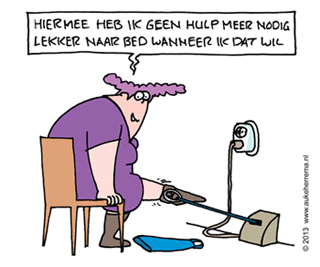 HIERMEE HEB IK GEEN HULP MEER NODIG
LEKKER NAAR BED WANNEER IK DAT WIL
© 2013 www.aukeherrema.nl